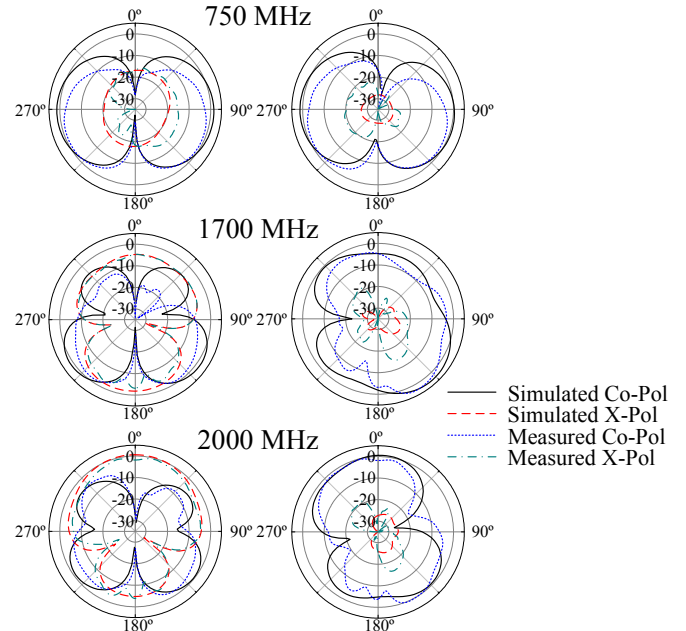 750 MHz
0º
0
-10
-20
-30
270º
90º
180º
0º
0
-10
-20
-30
270º
90º
180º
1700 MHz
0º
0
-10
-20
-30
270º
90º
180º
0º
0
-10
-20
-30
270º
90º
180º
2000 MHz
0º
0
-10
-20
-30
270º
90º
180º
0º
0
-10
-20
-30
270º
90º
180º
Simulated Co-Pol
Simulated X-Pol
Measured Co-Pol
Measured X-Pol